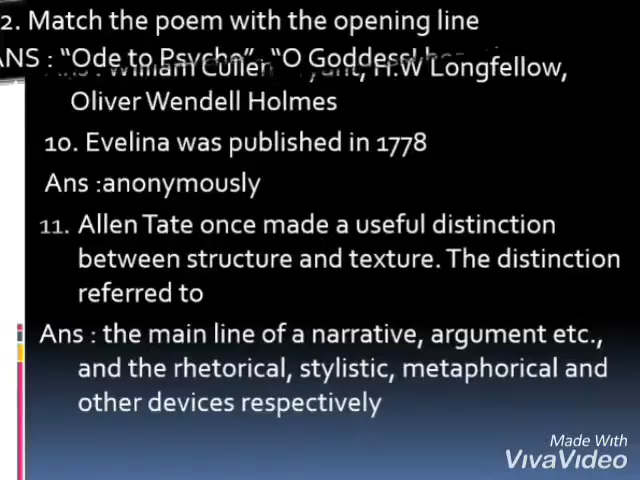 2. Match the poem with the opening line
ANS : “Ode to Psyche”- “O Goddess!
William Cullen H.W Longfellow,
Oliver Wendell Holmes
10. Evelina was published in 1778
Ans :anonymously
11. Allen Tate once made a useful distinction
between structure and texture. The distinction
referred to
Ans : the main line of a narrative, argument etc.,
and the rhetorical, stylistic, metaphorical and
other devices respectively
Made With
VivaVideo